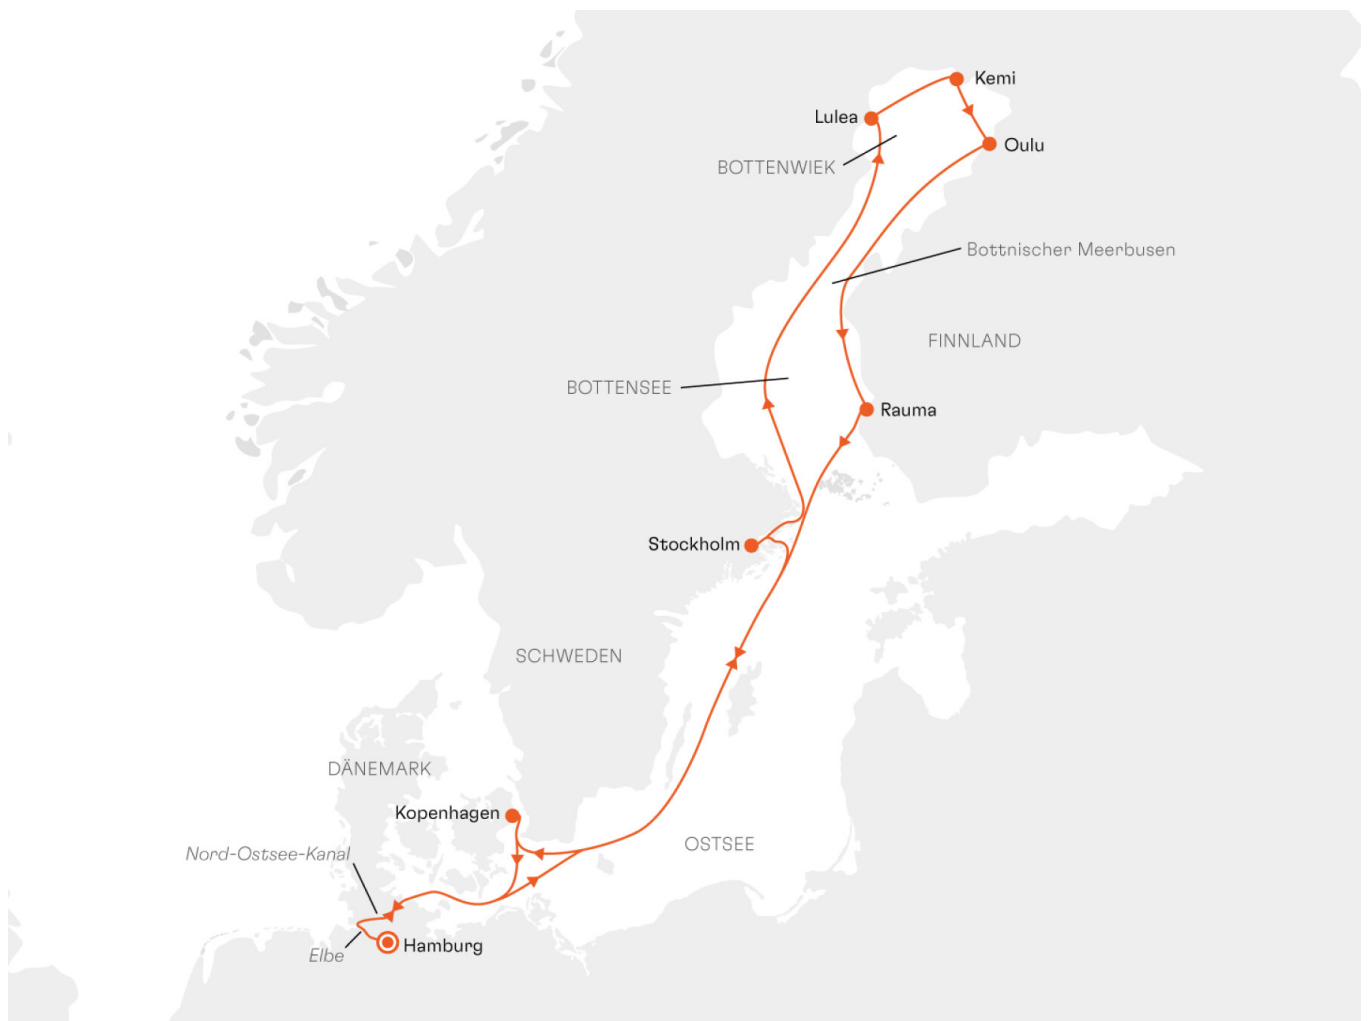 Kemi
Lulea
Oulu
BOTTENWIEK
Bottnischer Meerbusen
FINNLAND
BOTTENSEE
Rauma
Stockholm
SCHWEDEN
DÄNEMARK
Kopenhagen
OSTSEE
Nord-Ostsee-Kanal
Hamburg
Elbe